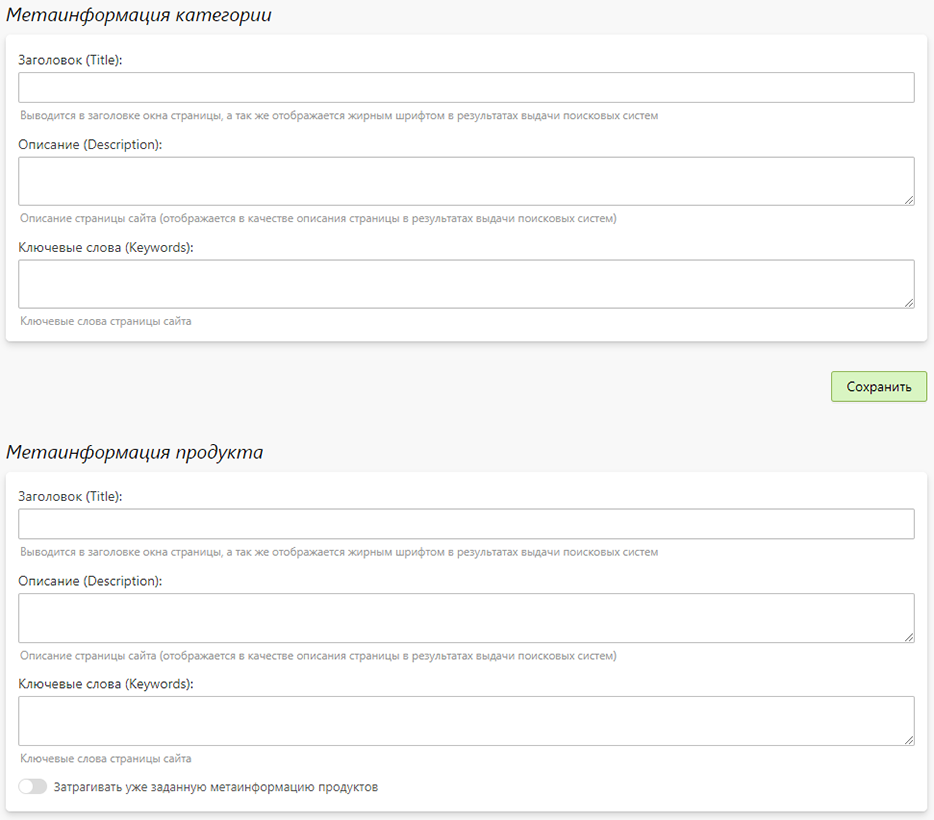 Метаинформация категории
Заголовок (Title):
Выводится в заголовке окна страницы, а так же отображается жирным шрифтом в результатах выдачи поисковых систем
Описание (Description):
Описание страницы сайта (отображается в качестве описания страницы в результатах выдачи поисковых систем)
Ключевые слова (Keywords):
Ключевые слова страницы сайта
Сохранить
Метаинформация продукта
Заголовок (Title):
Выводится в заголовке окна страницы, а так же отображается жирным шрифтом в результатах выдачи поисковых систем
Описание (Description):
Описание страницы сайта (отображается в качестве описания страницы в результатах выдачи поисковых систем)
Ключевые слова (Keywords):
Ключевые слова страницы сайта
Затрагивать уже заданную метаинформацию продуктов